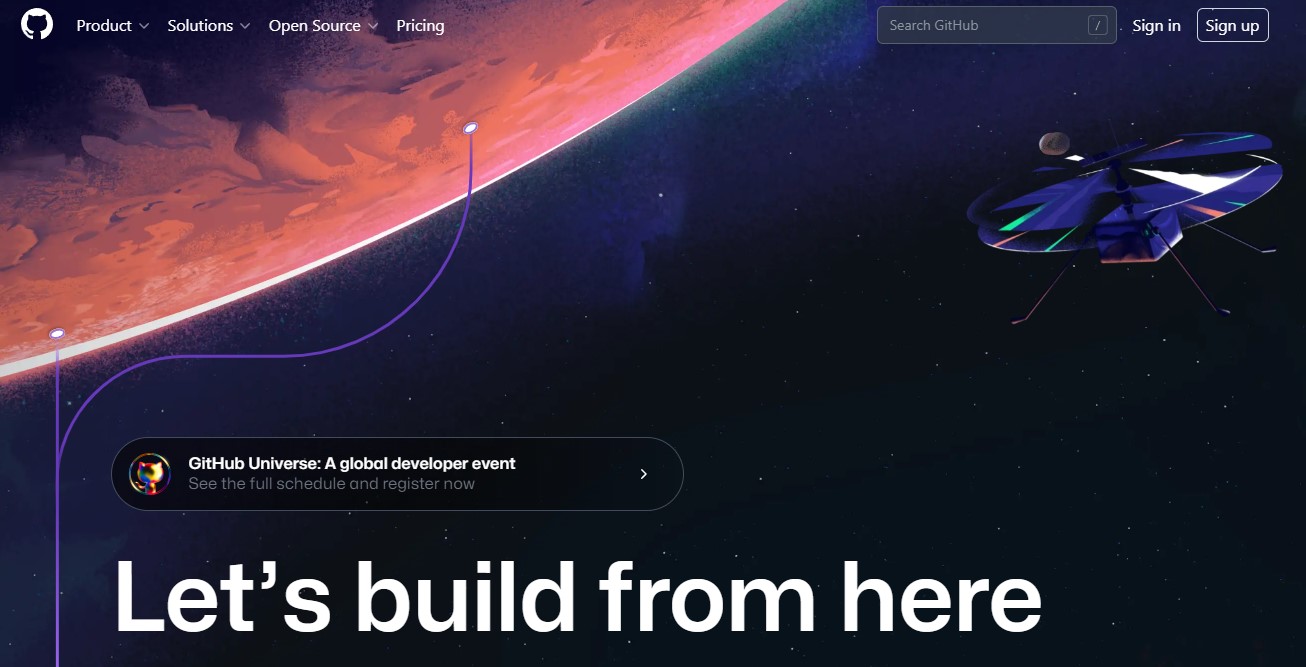 Product
Solutions
Open Source
Pricing
Search GitHub
/
Sign in
Sign up
GitHub Universe: A global developer event
See the full schedule and register now
Let’s build from here